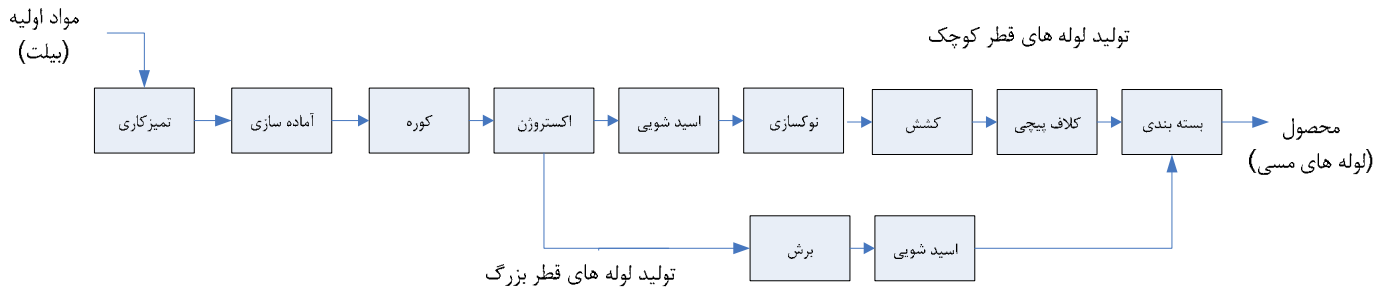 مواد اولیه
(بیلت)
تولید لوله های قطر کوچک
تمیزکاری
آماده سازی
کوره
اکستروژن
اسید شویی
نوکسازی
کشش
کلاف پیچی
بسته بندی
محصول
(لوله های مسی)
برش
اسید شویی
تولید لوله های قطر بزرگ